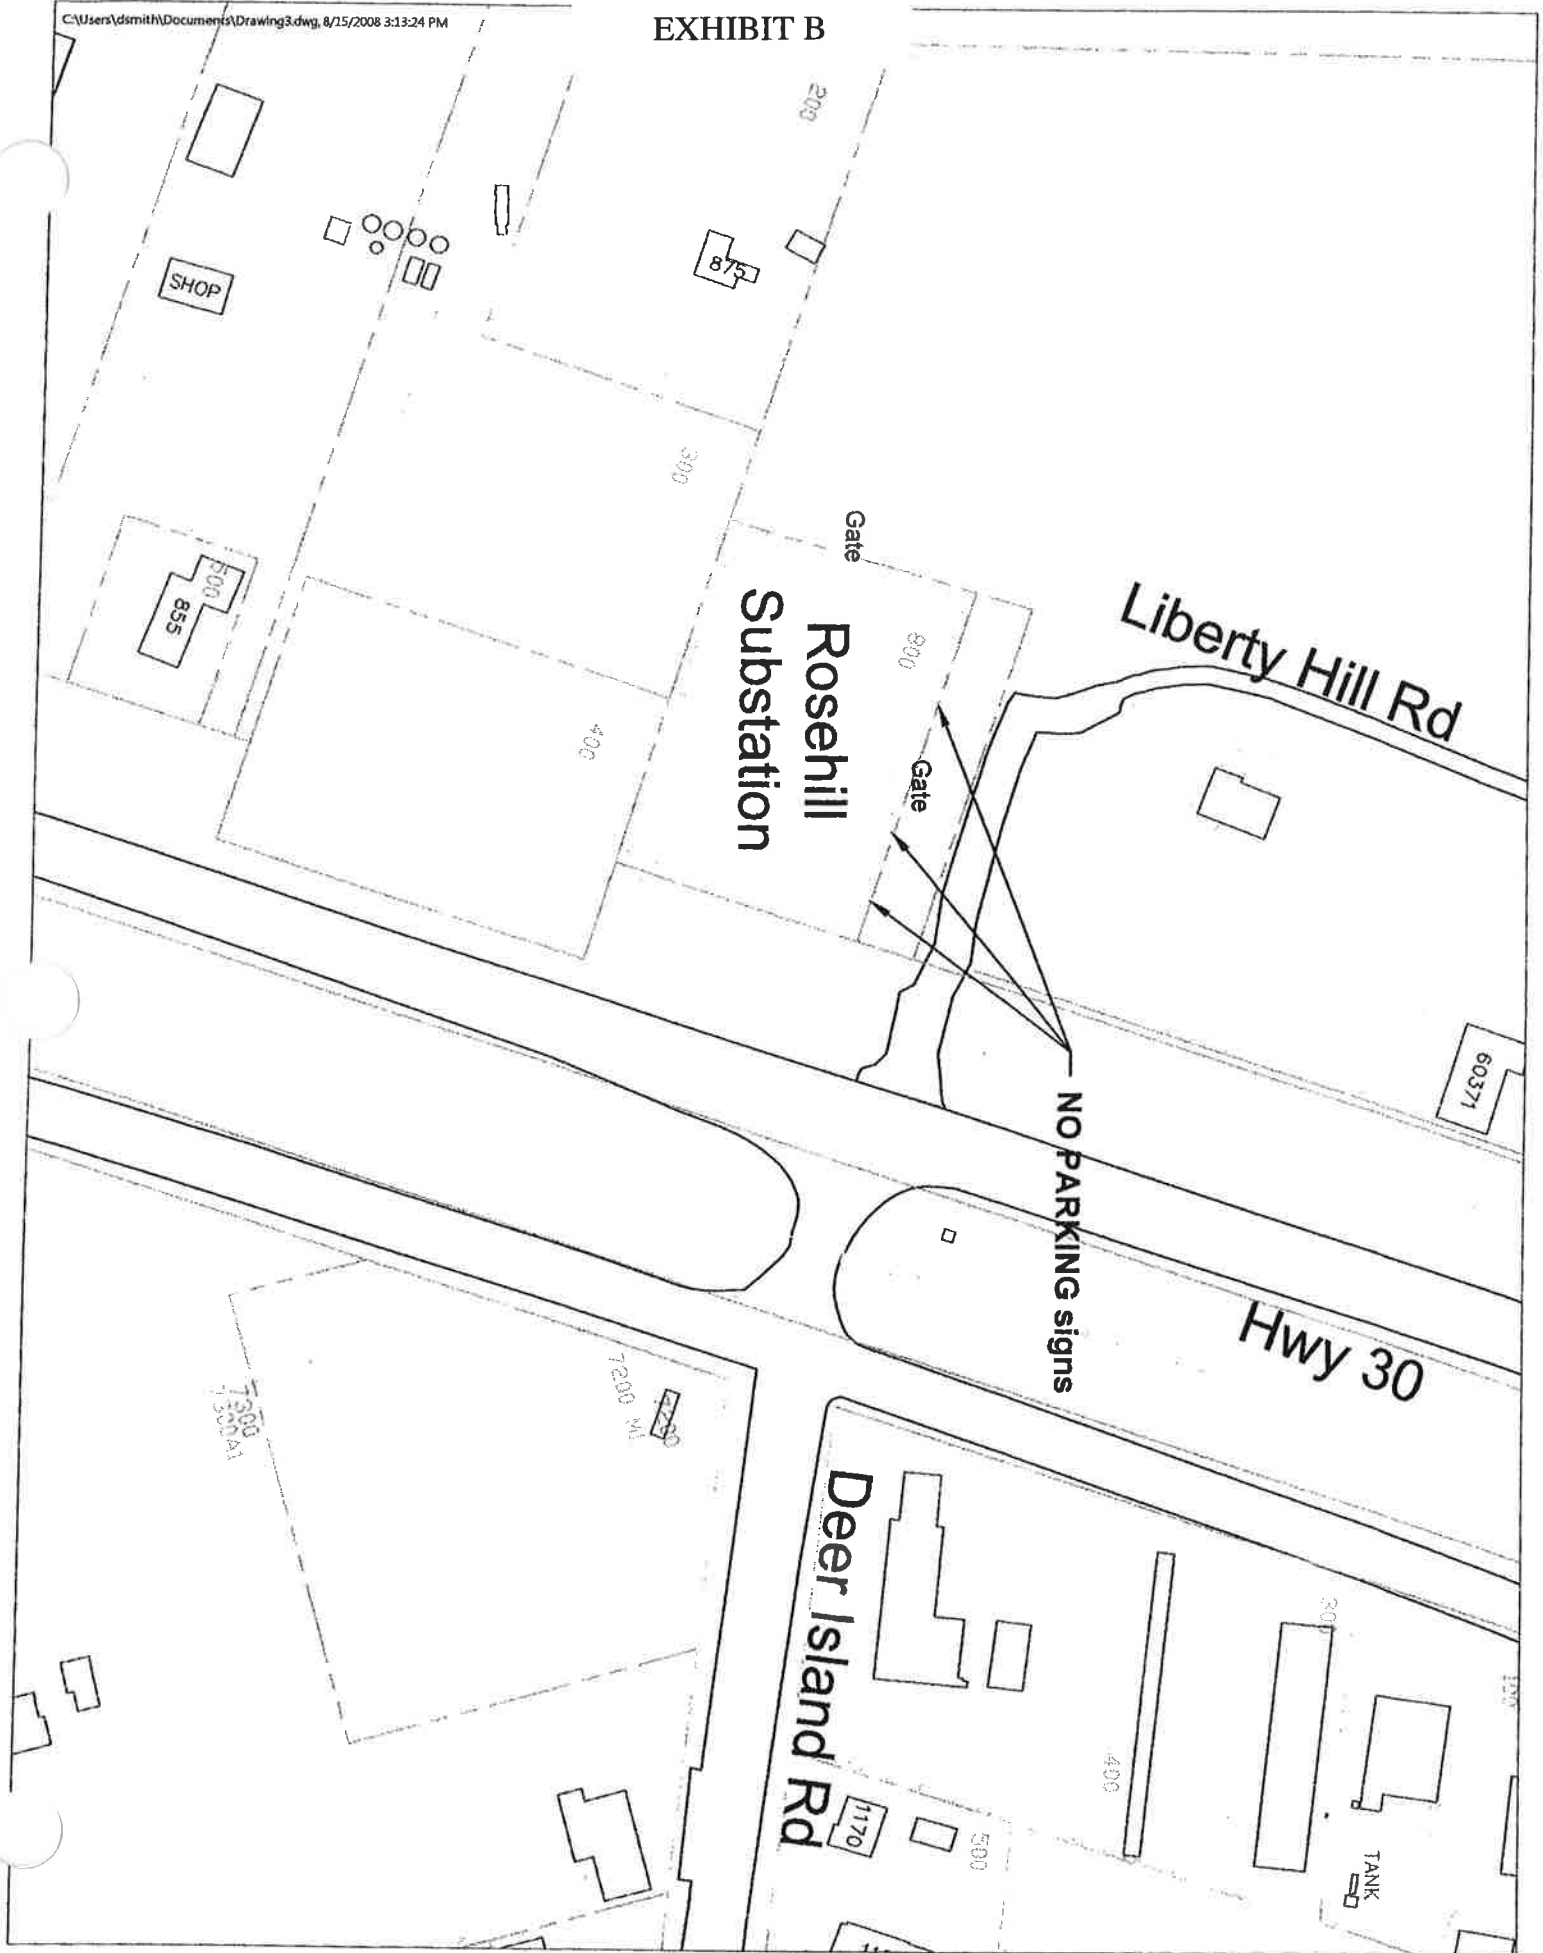 C:\Users\dsmith\Documents\Drawing3.dwg, 8/15/2008 3:13:24 PM
EXHIBIT B
200
875
SHOP
300
Gate
Liberty Hill Rd
Rosehill
Substation
800
500
855
400
Gate
60371
NO PARKING signs
Hwy 30
7200
7300
Deer Island Rd
300
400
1170
500
TANK